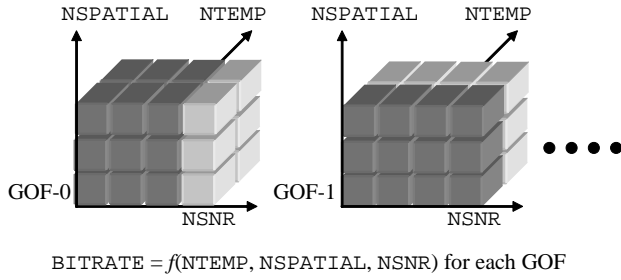 NSPATIAL NTEMP NSPATIAL NTEMP
GOF-0 GOF-1
NSNR NSNR
BITRATE = f(NTEMP, NSPATIAL, NSNR) for each GOF